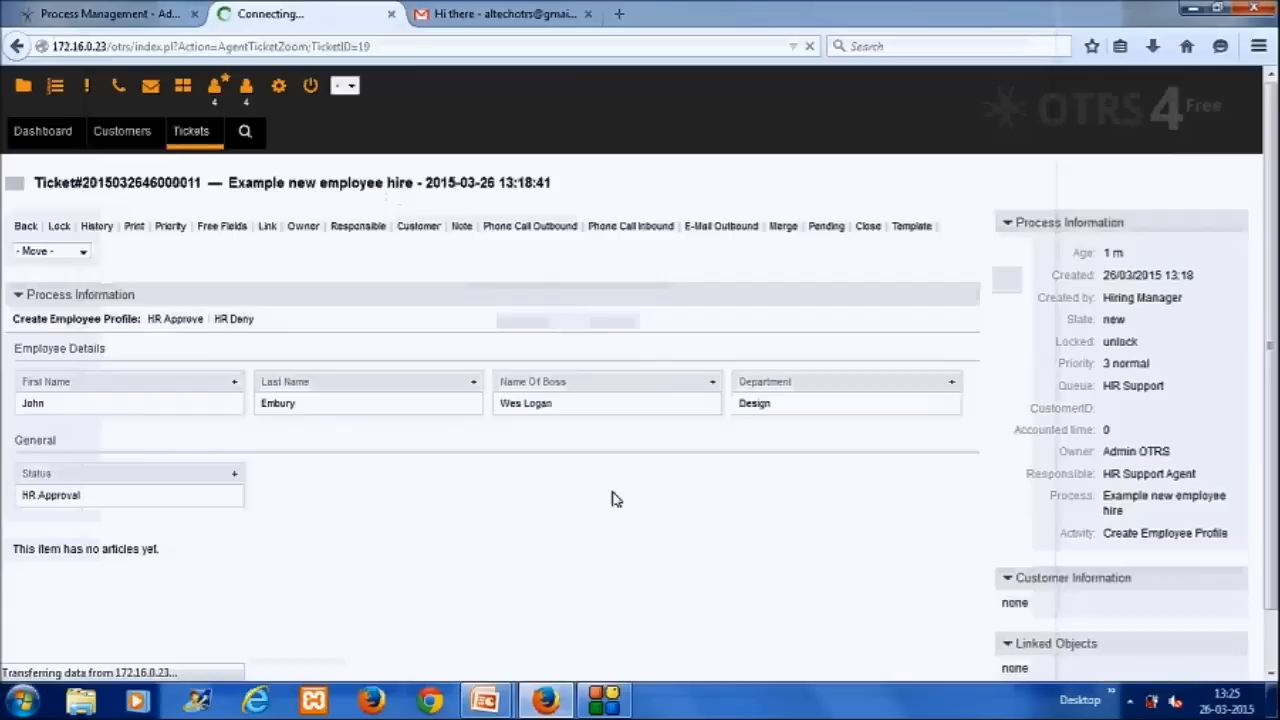 Process Management - Ad...
Connecting...
Hi there - altechotrs@gmai...
172.16.0.23/otrs/index.pl?Action=AgentTicketZoom;TicketID=19
Search
4 4
OTRS 4 Free
Dashboard Customers Tickets
Ticket#2015032646000011 — Example new employee hire - 2015-03-26 13:18:41
Back Lock History Print Priority Free Fields Link Owner Responsible Customer Note Phone Call Outbound Phone Call Inbound E-Mail Outbound Merge Pending Close Template
- Move -
Process Information
Create Employee Profile: HR Approve HR Deny
Employee Details
First Name Last Name Name Of Boss Department
John Embury Wes Logan Design
General
Status
HR Approval
This item has no articles yet.
Process Information
Age: 1 m
Created: 26/03/2015 13:18
Created by: Hiring Manager
State: new
Locked: unlock
Priority: 3 normal
Queue: HR Support
CustomerID:
Accounted time: 0
Owner: Admin OTRS
Responsible: HR Support Agent
Process: Example new employee
hire
Activity: Create Employee Profile
Customer Information
none
Linked Objects
none
Transferring data from 172.16.0.23...
Desktop
13:25
26-03-2015